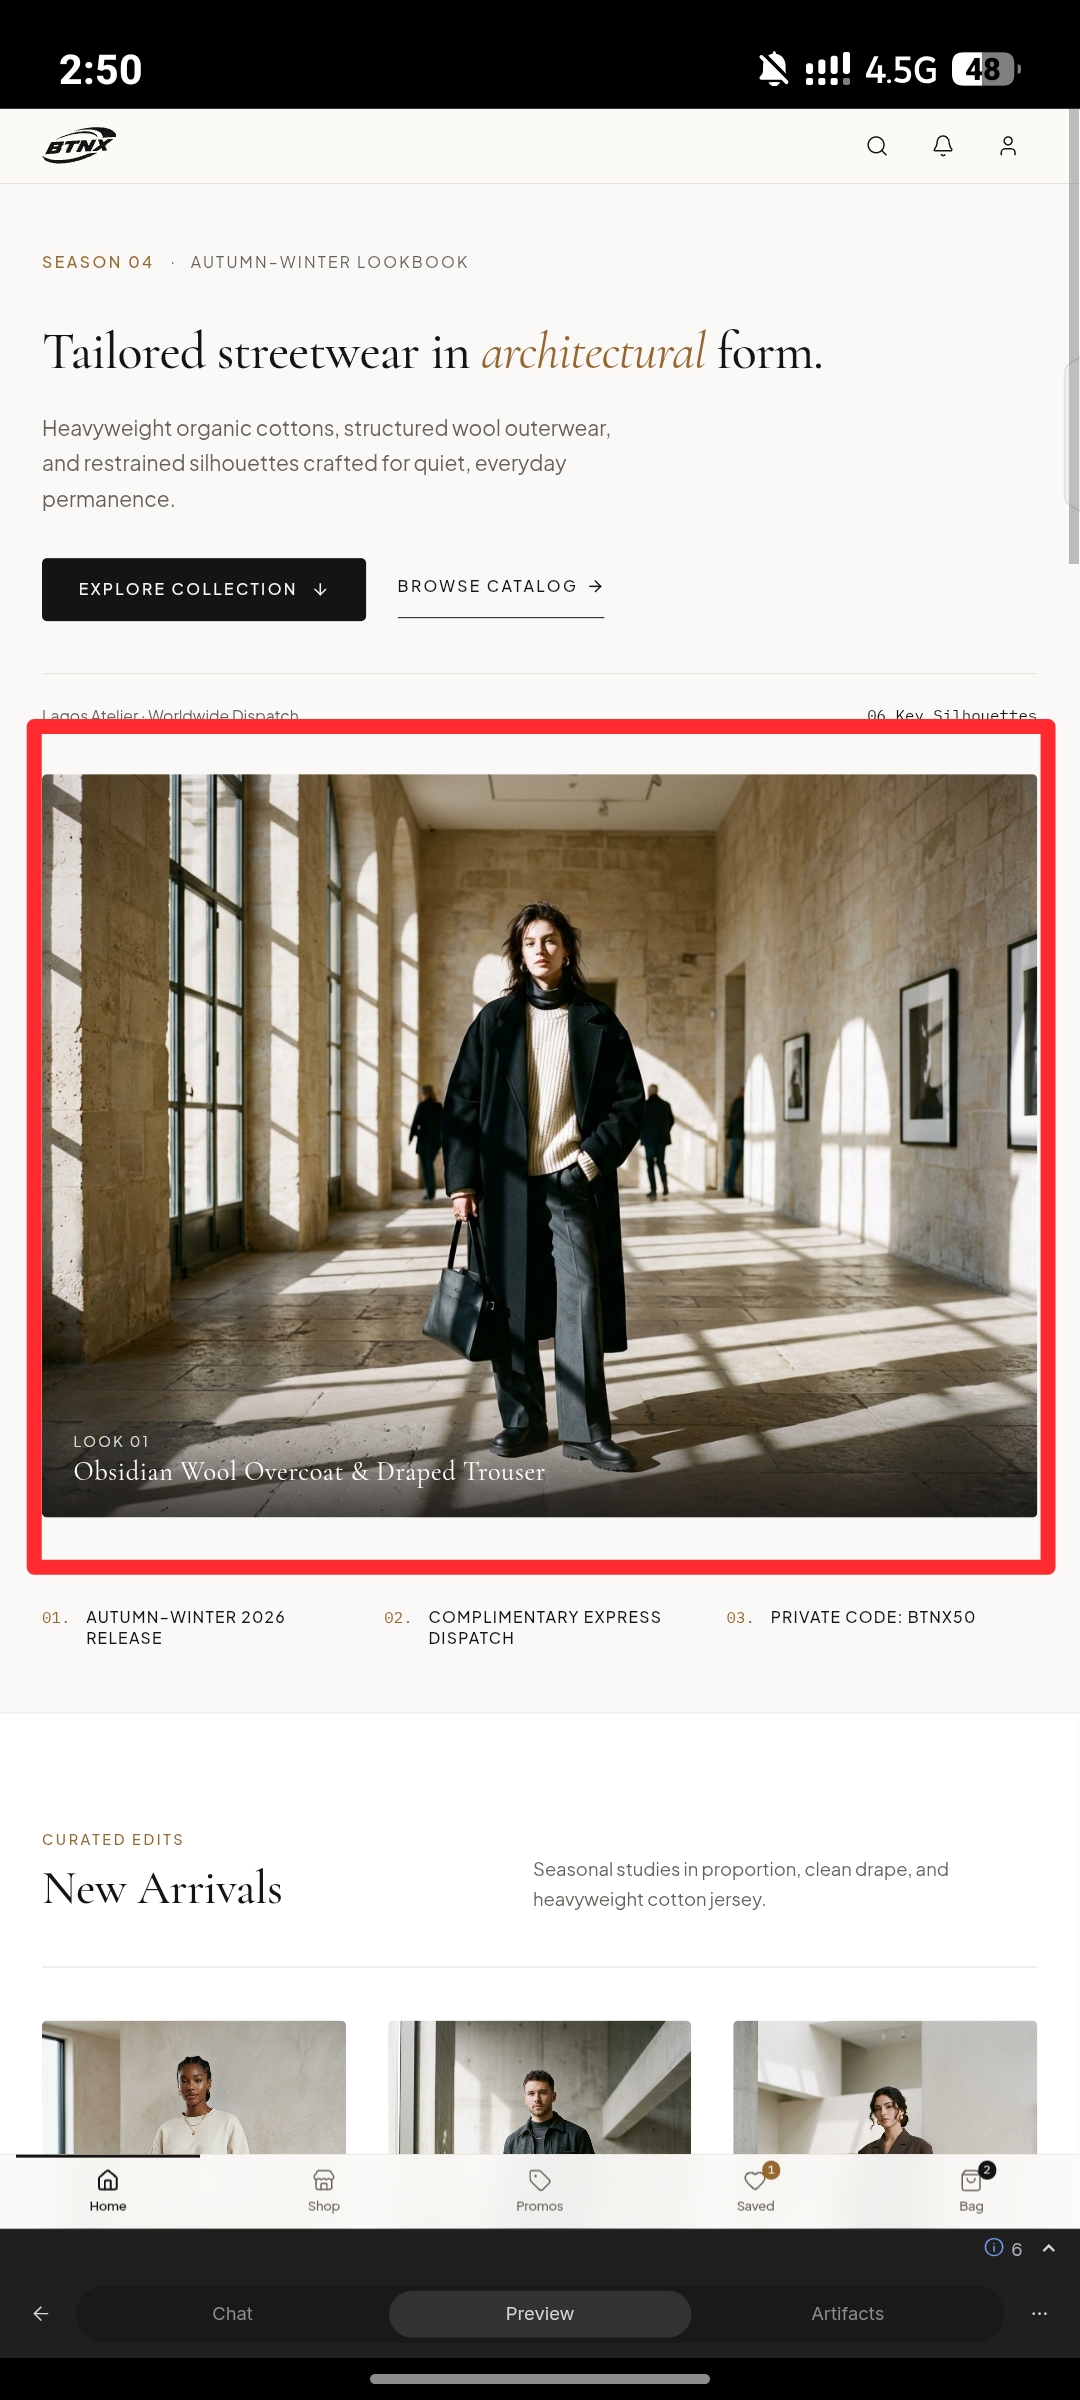 2:50
4.5G
48
BTNX
SEASON 04 · AUTUMN–WINTER LOOKBOOK
Tailored streetwear in architectural form.
Heavyweight organic cottons, structured wool outerwear,
and restrained silhouettes crafted for quiet, everyday
permanence.
EXPLORE COLLECTION ↓
BROWSE CATALOG →
Lagos Atelier · Worldwide Dispatch
06 Key Silhouettes
LOOK 01
Obsidian Wool Overcoat & Draped Trouser
01. AUTUMN–WINTER 2026
RELEASE
02. COMPLIMENTARY EXPRESS
DISPATCH
03. PRIVATE CODE: BTNX50
CURATED EDITS
New Arrivals
Seasonal studies in proportion, clean drape, and
heavyweight cotton jersey.
Home
Shop
Promos
1
Saved
2
Bag
6
Chat
Preview
Artifacts